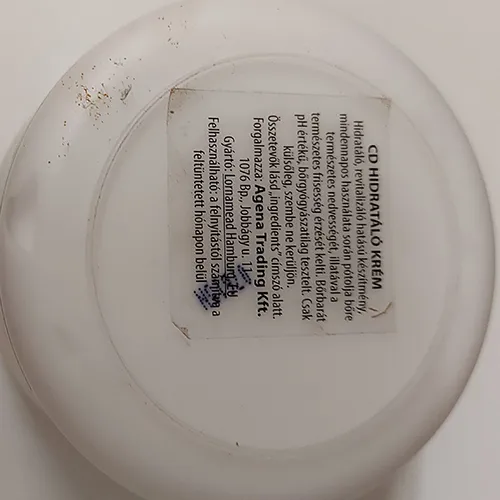 CD HIDRATÁLÓ KRÉM
Hidratáló, revitalizáló hatású készítmény,
mindennapos használata során pótolja bőre
természetes nedvességét, illatával a
természetes frisesség érzését kelti. Bőrbarát
pH értékű, bőrgyógyászatilag tesztelt. Csak
külsőleg, szembe ne kerüljön.
Összetevők lásd „ingredients” címszó alatt.
Forgalmazza: Agena Trading Kft.
1076 Bp., Jobbágy u. 1
Gyártó: Lornamead Hamburg,
Felhasználható: a felnyitástól számítva a
feltüntetett hónapon belül